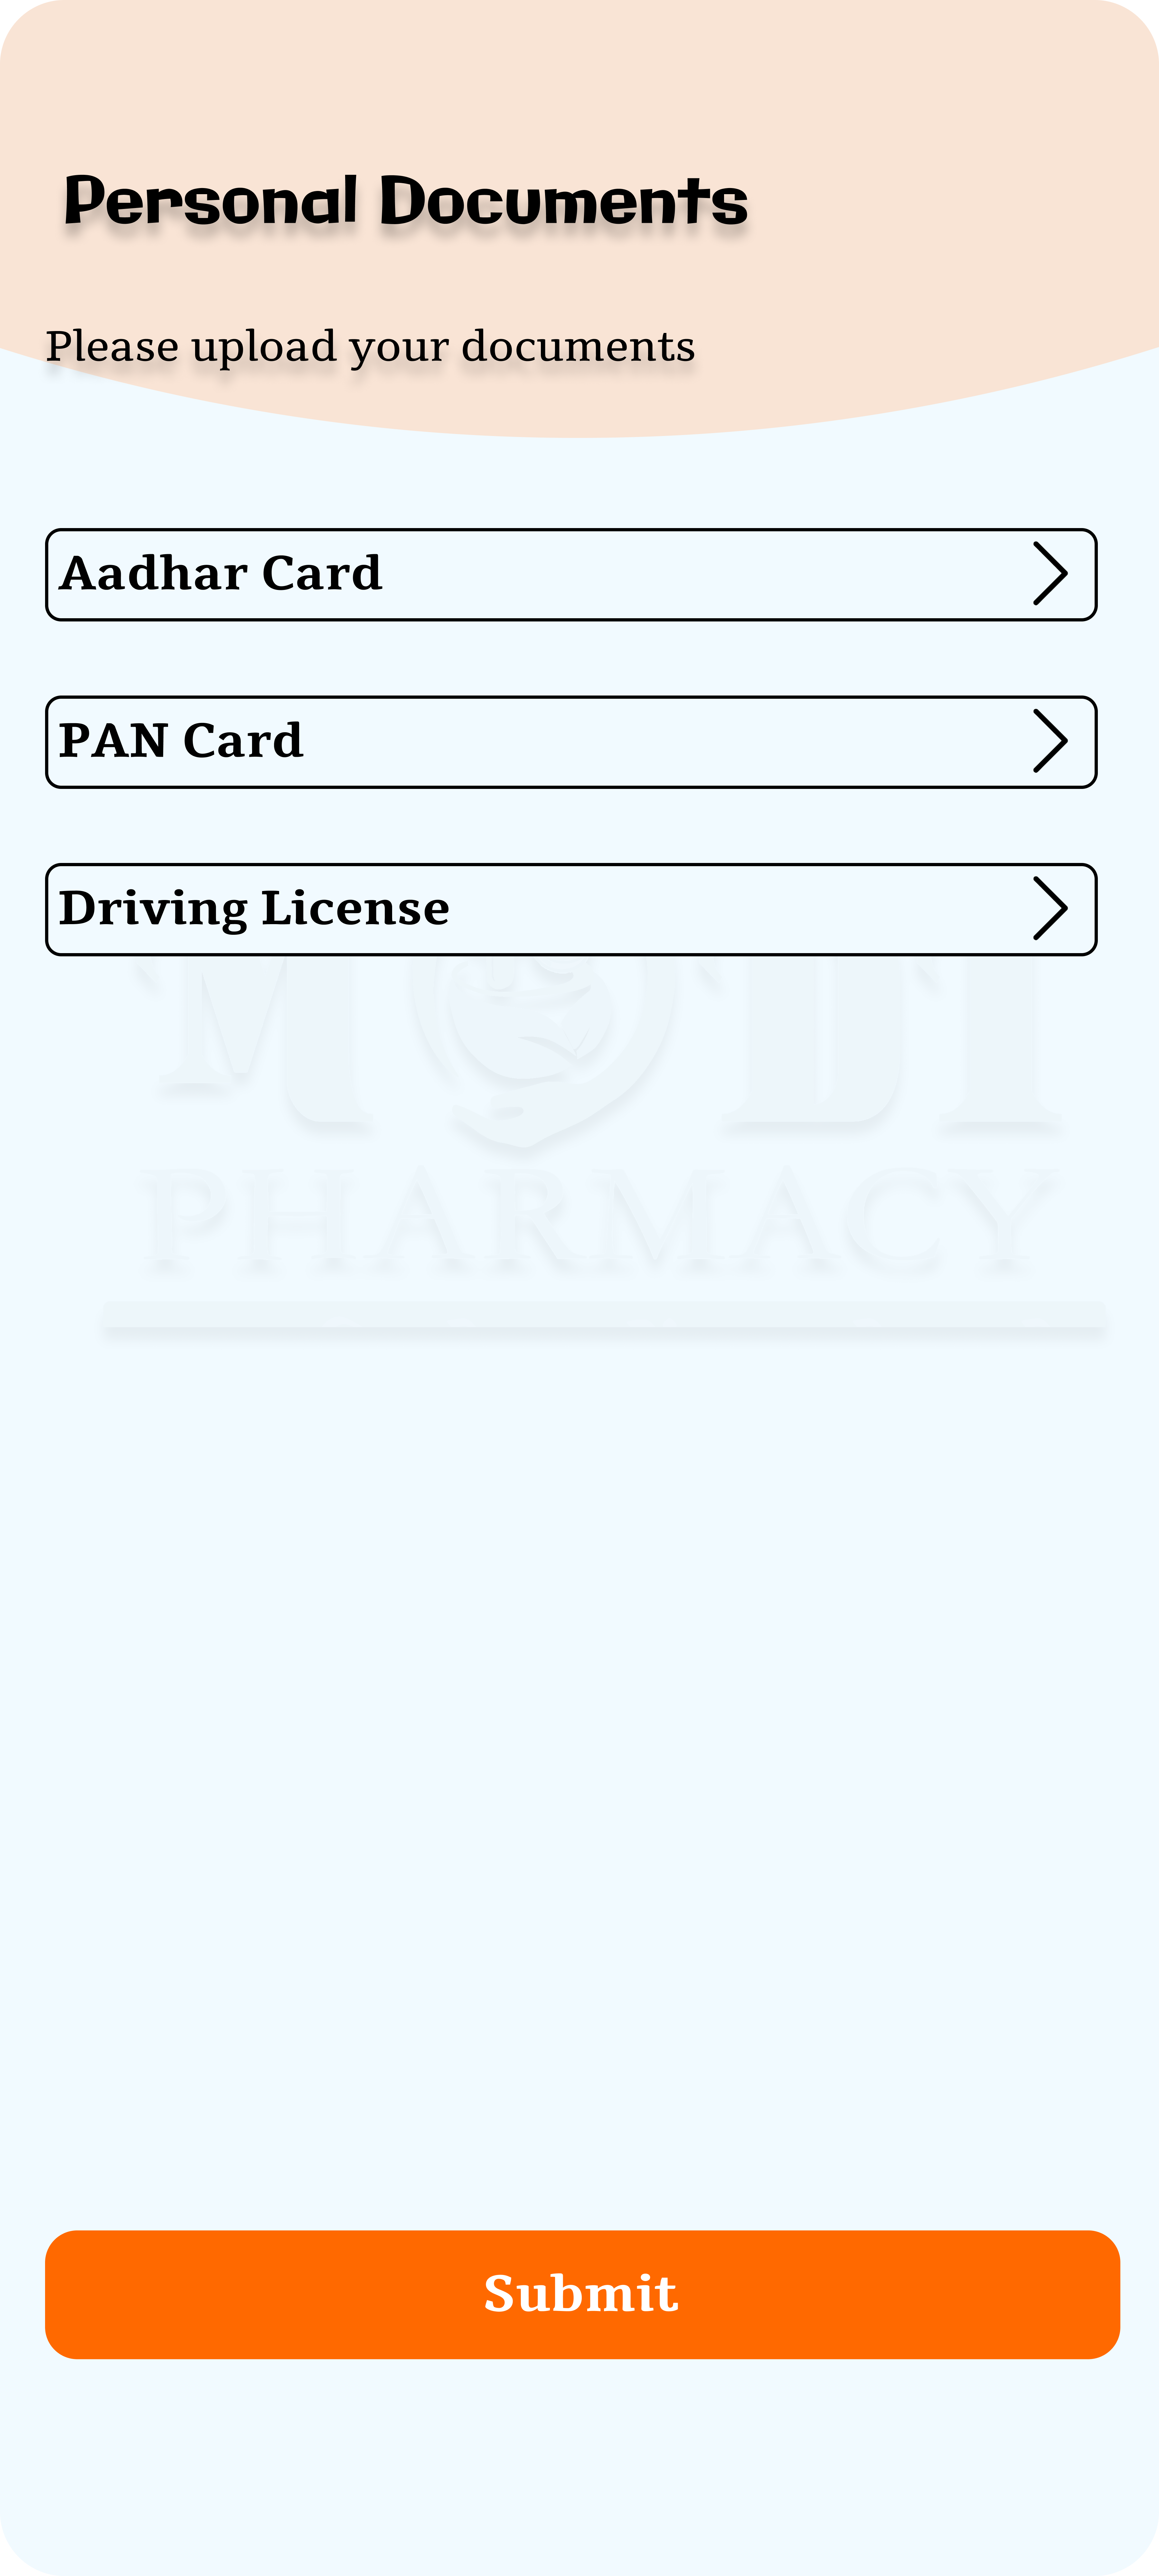 Personal Documents
Please upload your documents
Aadhar Card
PAN Card
Driving License
MODI
PHARMACY
Submit